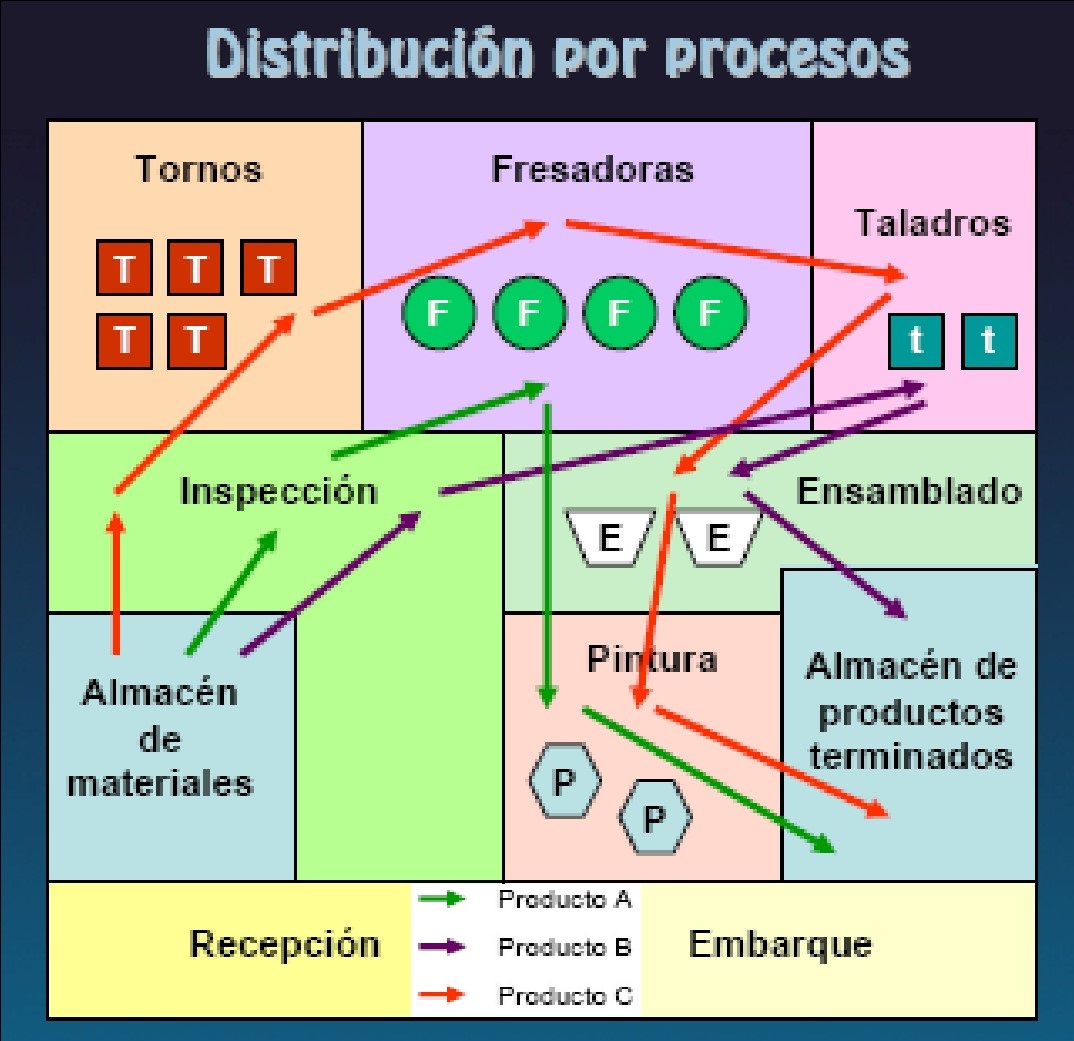 Distribución por procesos
Tornos
T T T
T T
Fresadoras
F F F F
Taladros
t t
Inspección
Ensamblado
E E
Almacén
de
materiales
Pintura
P
P
Almacén de
productos
terminados
Recepción
Producto A
Producto B
Producto C
Embarque